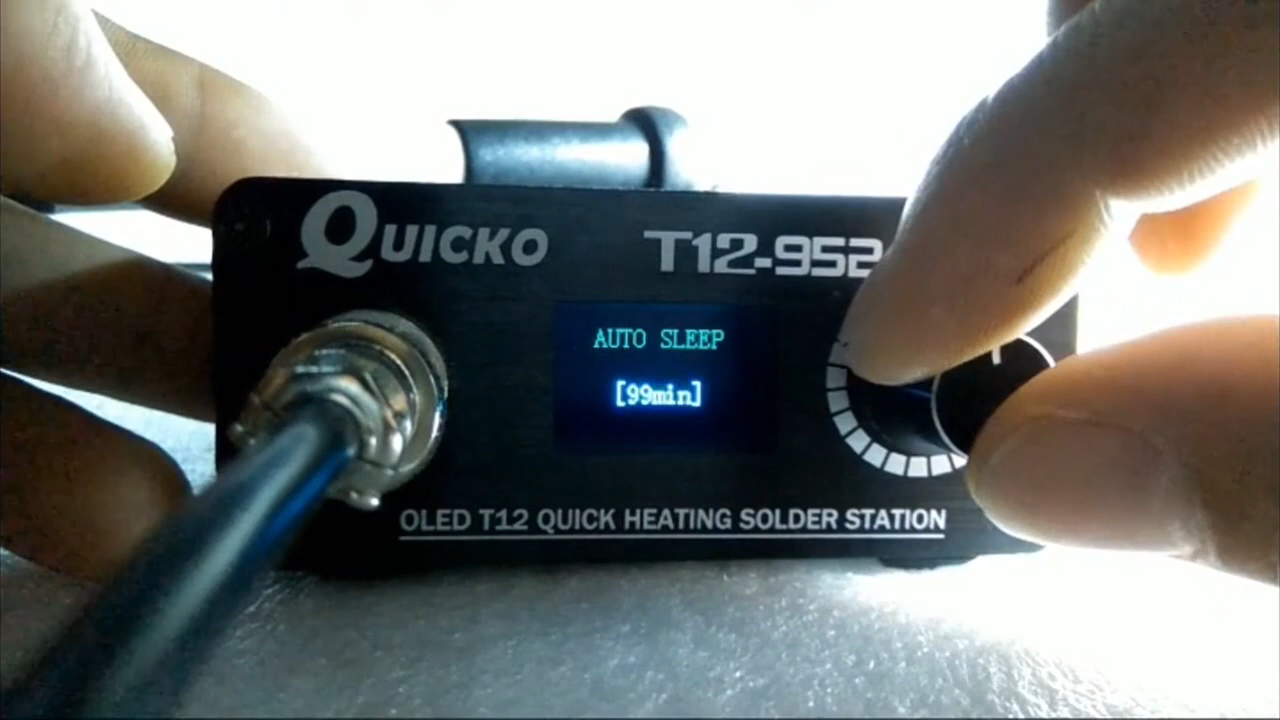 QUICKO
T12-952
AUTO SLEEP
[99min]
OLED T12 QUICK HEATING SOLDER STATION